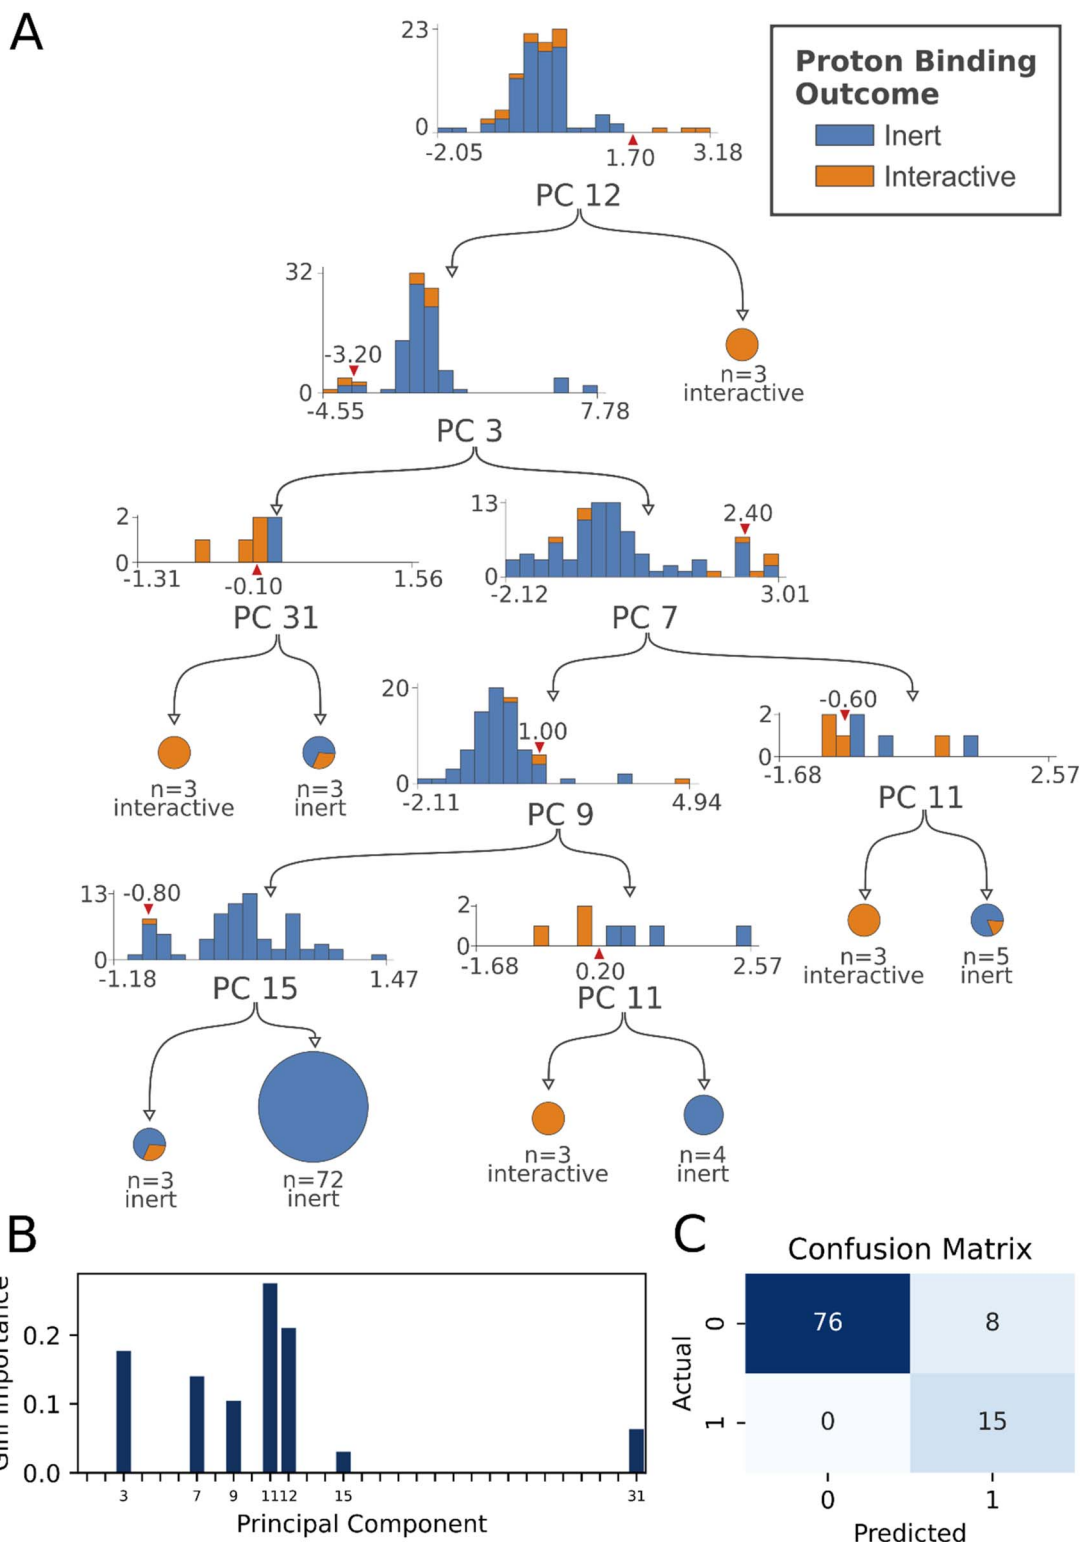 A
23
0
-2.05
1.70
3.18
PC 12
Proton Binding
Outcome
Inert
Interactive
32
-3.20
0
-4.55
7.78
PC 3
n=3
interactive
2
0
-1.31
-0.10
1.56
PC 31
13
2.40
0
-2.12
3.01
PC 7
n=3
interactive
n=3
inert
20
1.00
0
-2.11
4.94
PC 9
2
-0.60
0
-1.68
2.57
PC 11
13
-0.80
0
-1.18
1.47
PC 15
2
0
-1.68
0.20
2.57
PC 11
n=3
interactive
n=5
inert
n=3
inert
n=72
inert
n=3
interactive
n=4
inert
B
0.2
0.1
0.0
3
7
9
11
12
15
31
Principal Component
C
Confusion Matrix
Actual
0
1
76
8
0
15
0
1
Predicted